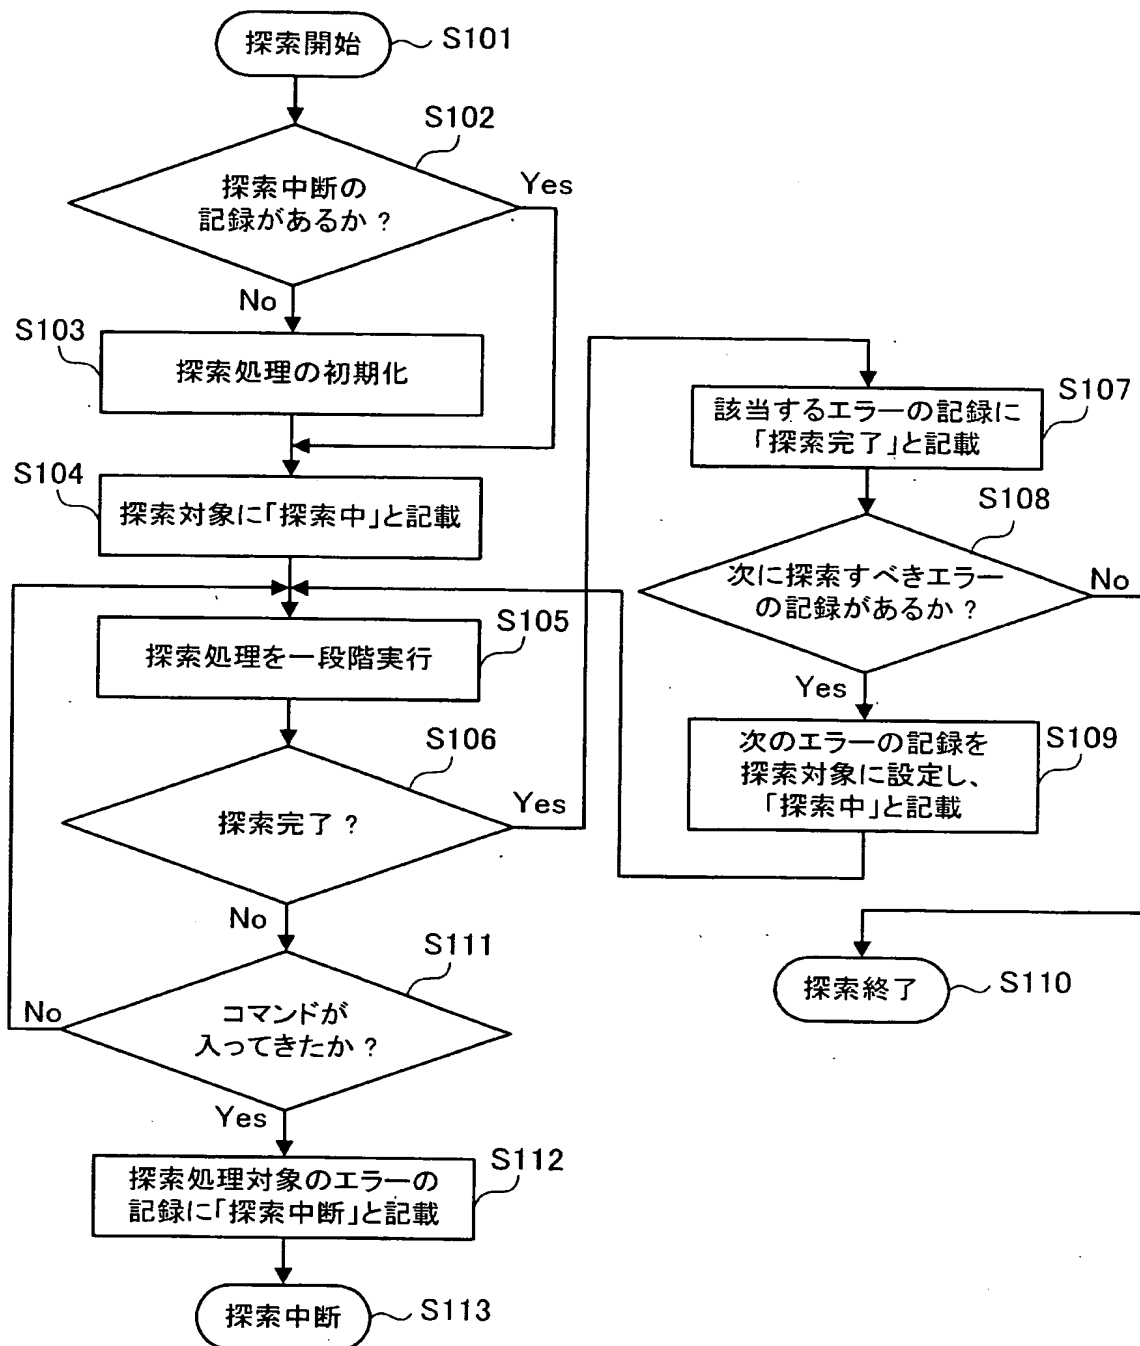 探索開始
S101
S102
探索中断の
記録があるか？
Yes
No
S103
探索処理の初期化
S104
探索対象に「探索中」と記載
S105
探索処理を一段階実行
S106
探索完了？
Yes
No
S111
コマンドが
入ってきたか？
No
Yes
S112
探索処理対象のエラーの
記録に「探索中断」と記載
探索中断
S113
S107
該当するエラーの記録に
「探索完了」と記載
S108
次に探索すべきエラー
の記録があるか？
No
Yes
S109
次のエラーの記録を
探索対象に設定し、
「探索中」と記載
探索終了
S110